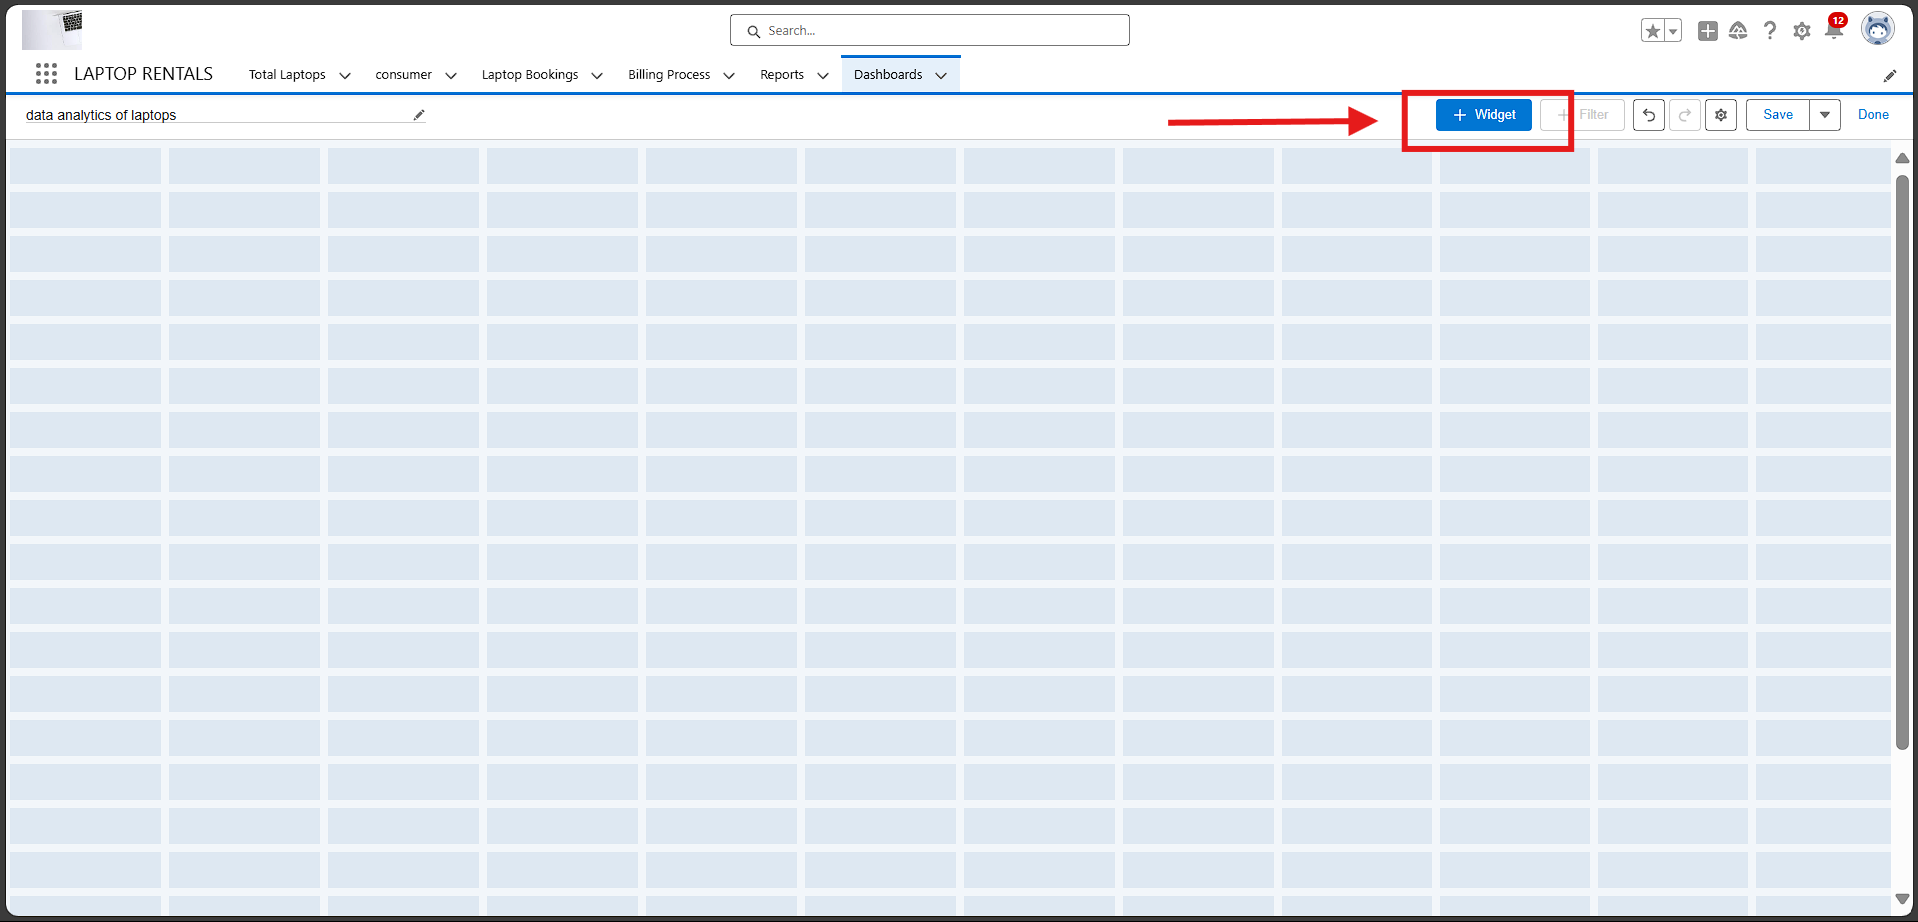 Search...
12
LAPTOP RENTALS Total Laptops consumer Laptop Bookings Billing Process Reports Dashboards
data analytics of laptops + Widget + Filter Save Done